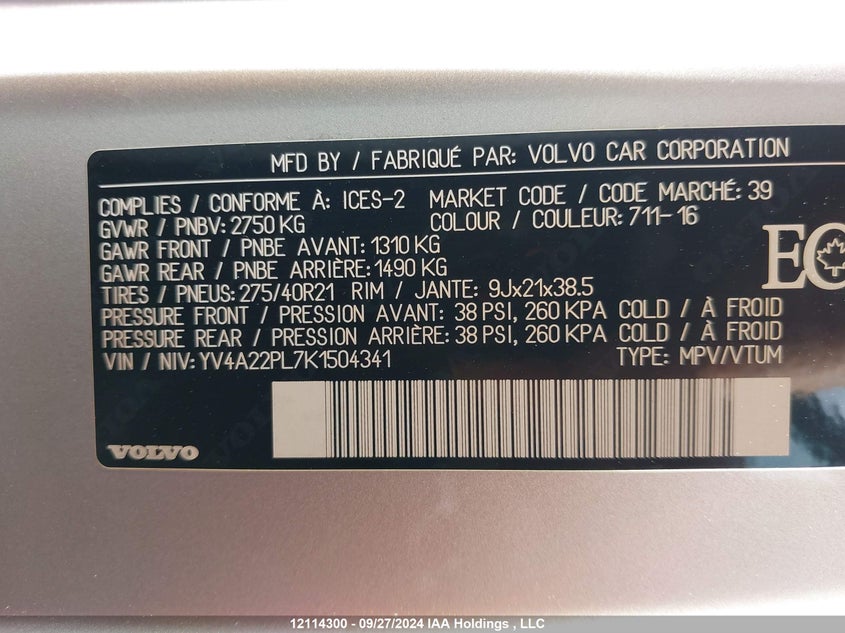 MFD BY / FABRIQUÉ PAR: VOLVO CAR CORPORATION
COMPLIES / CONFORME À: ICES-2 MARKET CODE / CODE MARCHÉ: 39
GVWR / PNBV: 2750 KG COLOUR / COULEUR: 711-16
GAWR FRONT / PNBE AVANT: 1310 KG
GAWR REAR / PNBE ARRIÈRE: 1490 KG
TIRES / PNEUS: 275/40R21 RIM / JANTE: 9Jx21x38.5
PRESSURE FRONT / PRESSION AVANT: 38 PSI, 260 KPA COLD / À FROID
PRESSURE REAR / PRESSION ARRIÈRE: 38 PSI, 260 KPA COLD / À FROID
VIN / NIV: YV4A22PL7K1504341 TYPE: MPV/VTUM
EC
VOLVO
12114300 - 09/27/2024 IAA Holdings , LLC